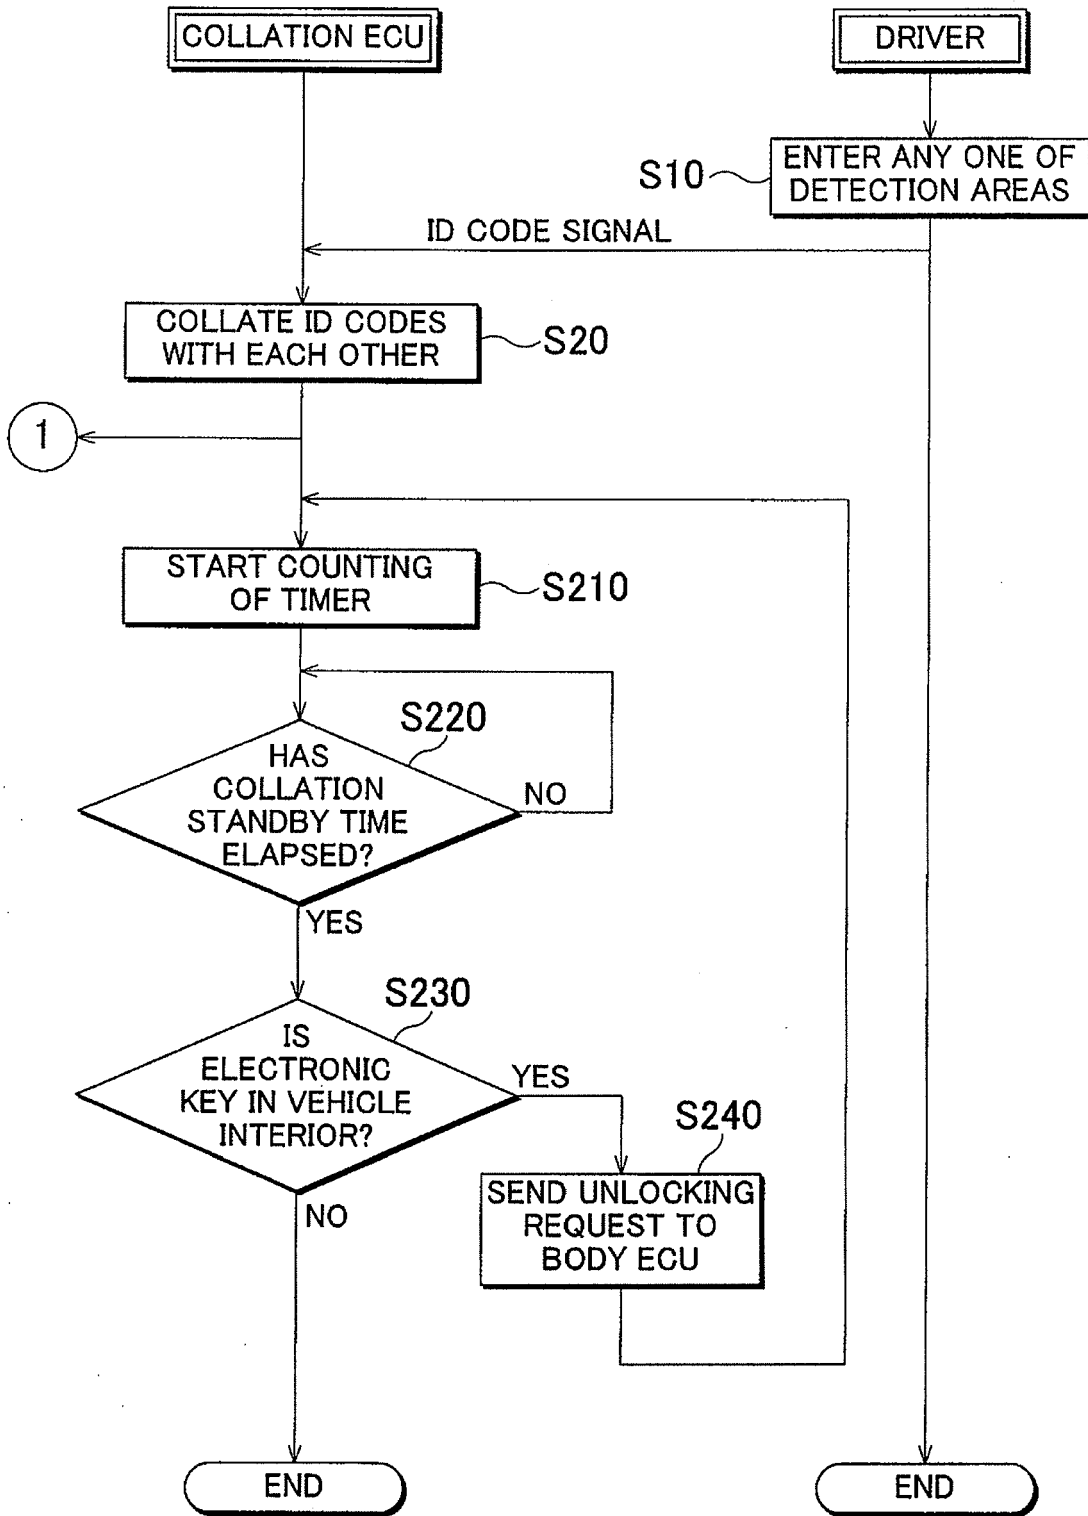 COLLATION ECU
DRIVER
ENTER ANY ONE OF
DETECTION AREAS
S10
ID CODE SIGNAL
COLLATE ID CODES
WITH EACH OTHER
S20
1
START COUNTING
OF TIMER
S210
S220
HAS
COLLATION
STANDBY TIME
ELAPSED?
NO
YES
S230
IS
ELECTRONIC
KEY IN VEHICLE
INTERIOR?
YES
NO
S240
SEND UNLOCKING
REQUEST TO
BODY ECU
END
END